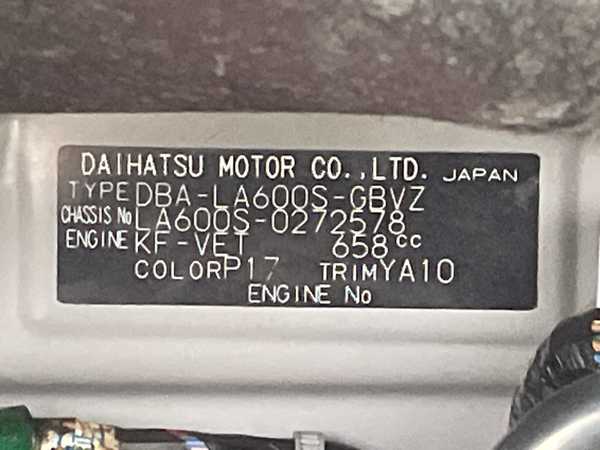 DAIHATSU MOTOR CO.,LTD. JAPAN
TYPE DBA-LA600S-GBVZ
CHASSIS No LA600S-0272578
ENGINE KF-VET 658cc
COLOR P17 TRIM YA10
ENGINE No